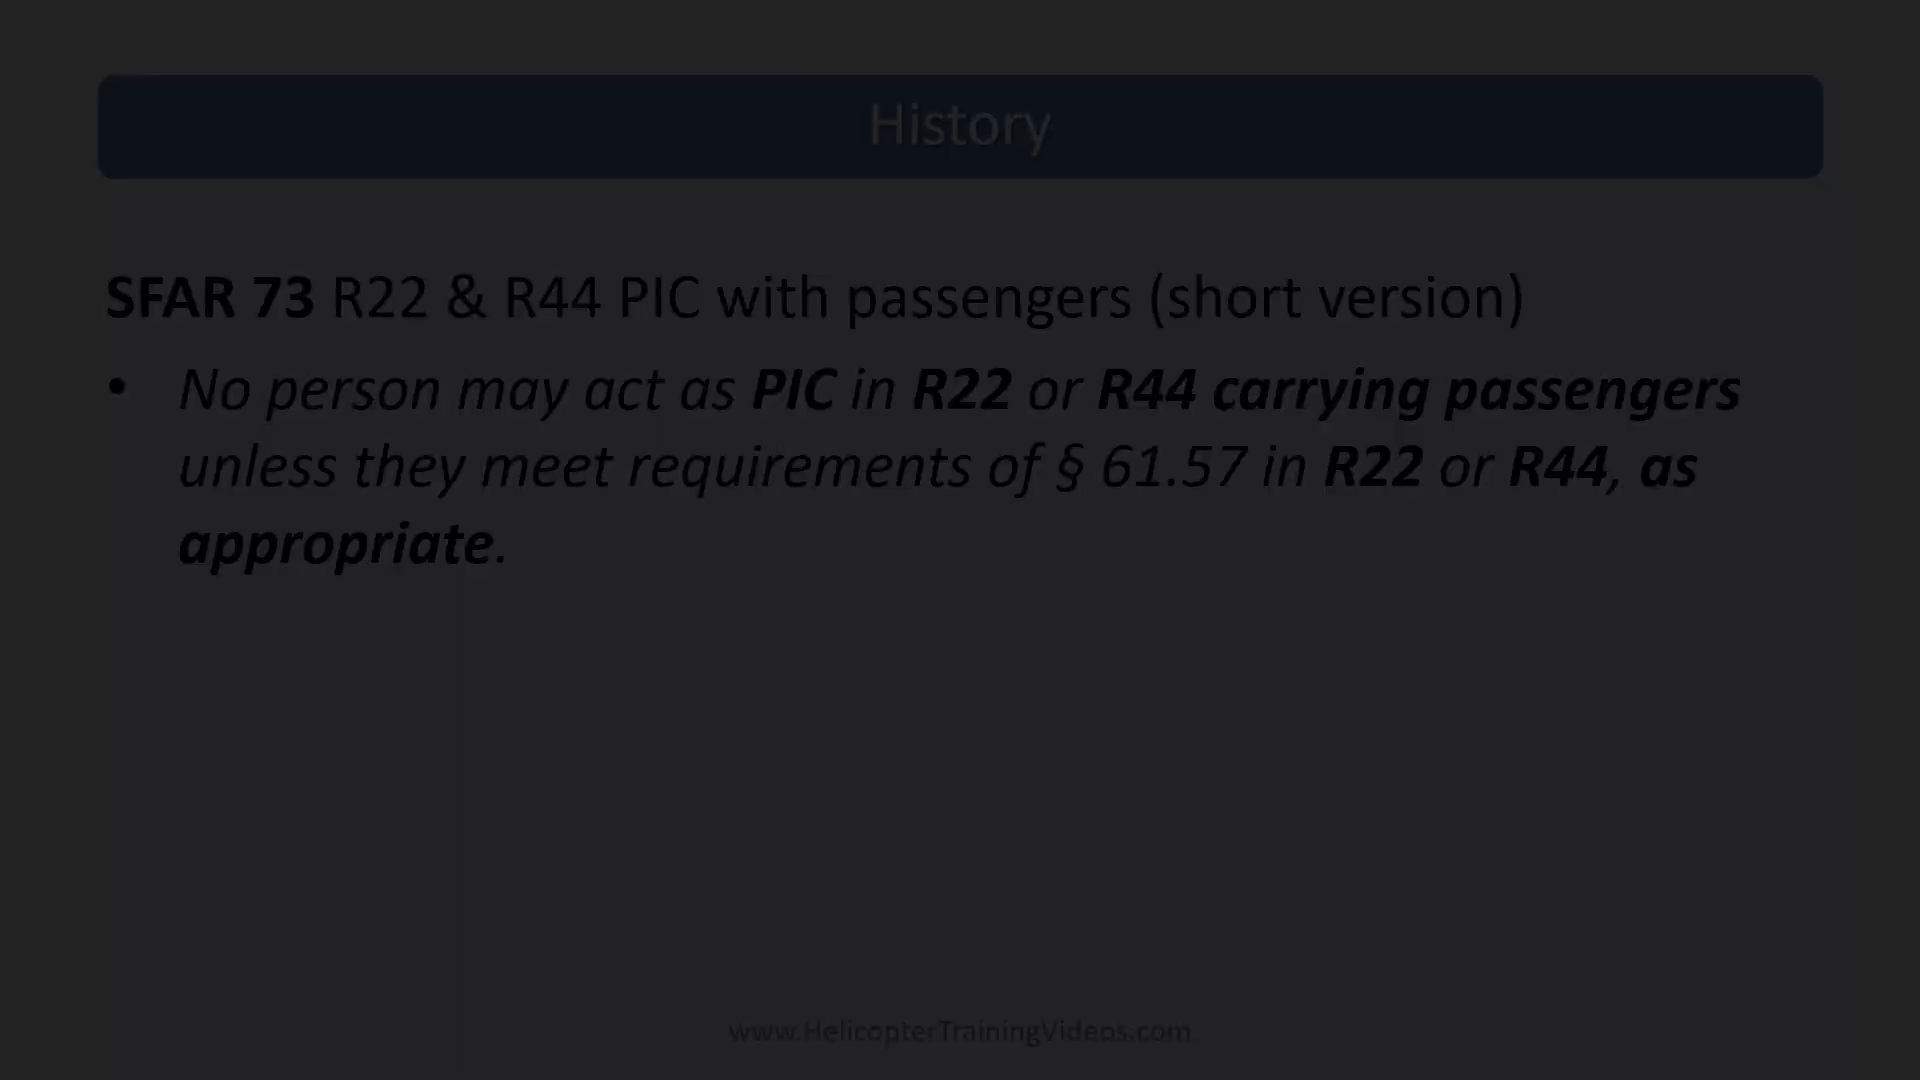 History
SFAR 73 R22 & R44 PIC with passengers (short version)
• No person may act as PIC in R22 or R44 carrying passengers
unless they meet requirements of § 61.57 in R22 or R44, as
appropriate.
www.HelicopterTrainingVideos.com